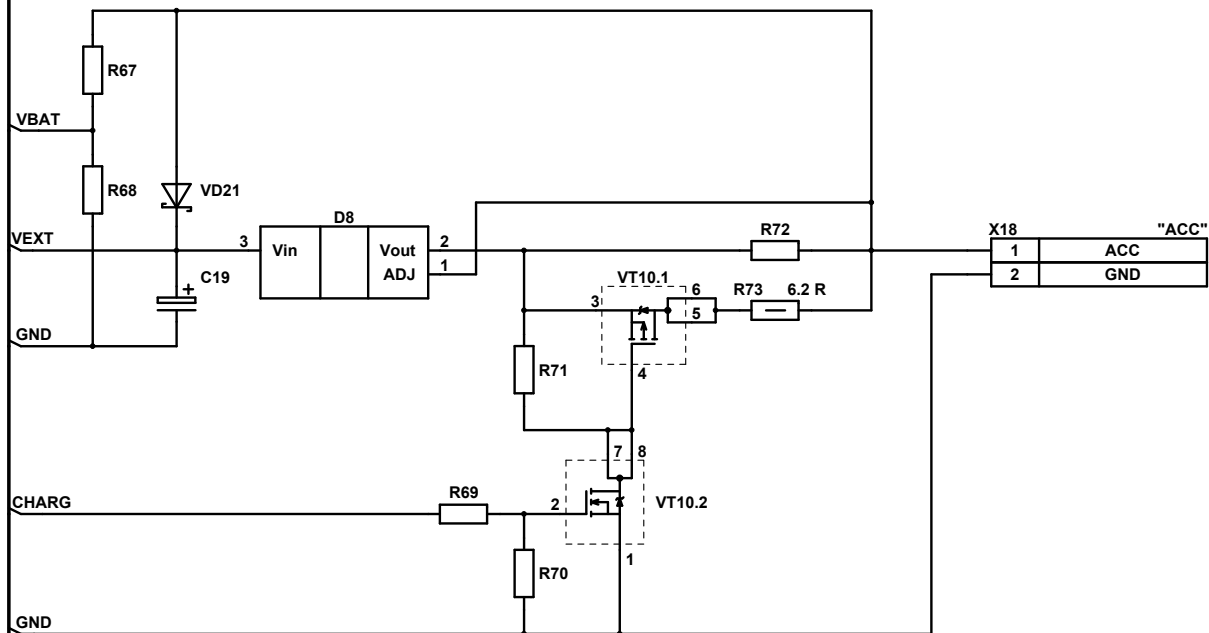 R67
VBAT
R68
VD21
D8
VEXT
3
Vin
Vout
2
ADJ
1
R72
X18
"ACC"
1
ACC
2
GND
C19
+
VT10.1
3
6
5
R73
6.2 R
GND
R71
4
7
8
CHARG
R69
2
VT10.2
R70
1
GND